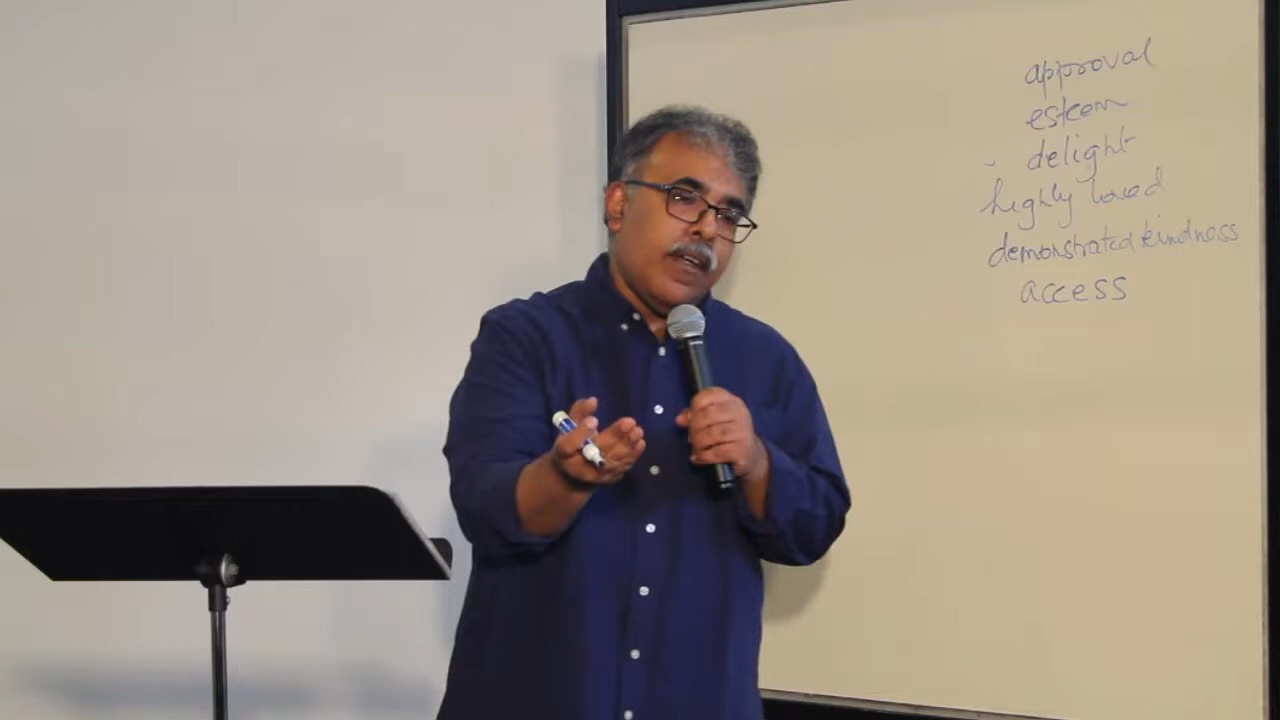 approval
esteem
delight
highly loved
demonstrated kindness
access